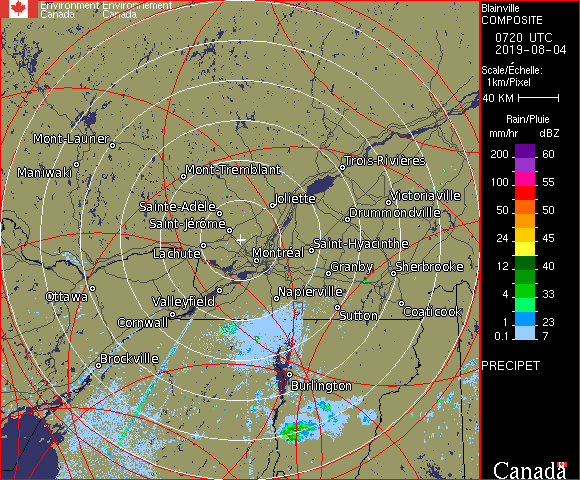 Environment Environnement
Canada Canada
Blainville
COMPOSITE
0720 UTC
2019-08-04
Scale/Échelle:
1km/Pixel
40 KM
Rain/Pluie
mm/hr dBZ
200 60
100 55
50 50
24 45
12 40
4 33
1 23
0.1 7
PRECIPET
Canada
Mont-Laurier
Maniwaki
Mont-Tremblant
Trois-Rivières
Joliette
Victoriaville
Sainte-Adèle
Drummondville
Saint-Jérôme
Saint-Hyacinthe
Lachute
Montréal
Granby
Sherbrooke
Ottawa
Valleyfield
Napierville
Cornwall
Sutton
Coaticook
Brockville
Burlington